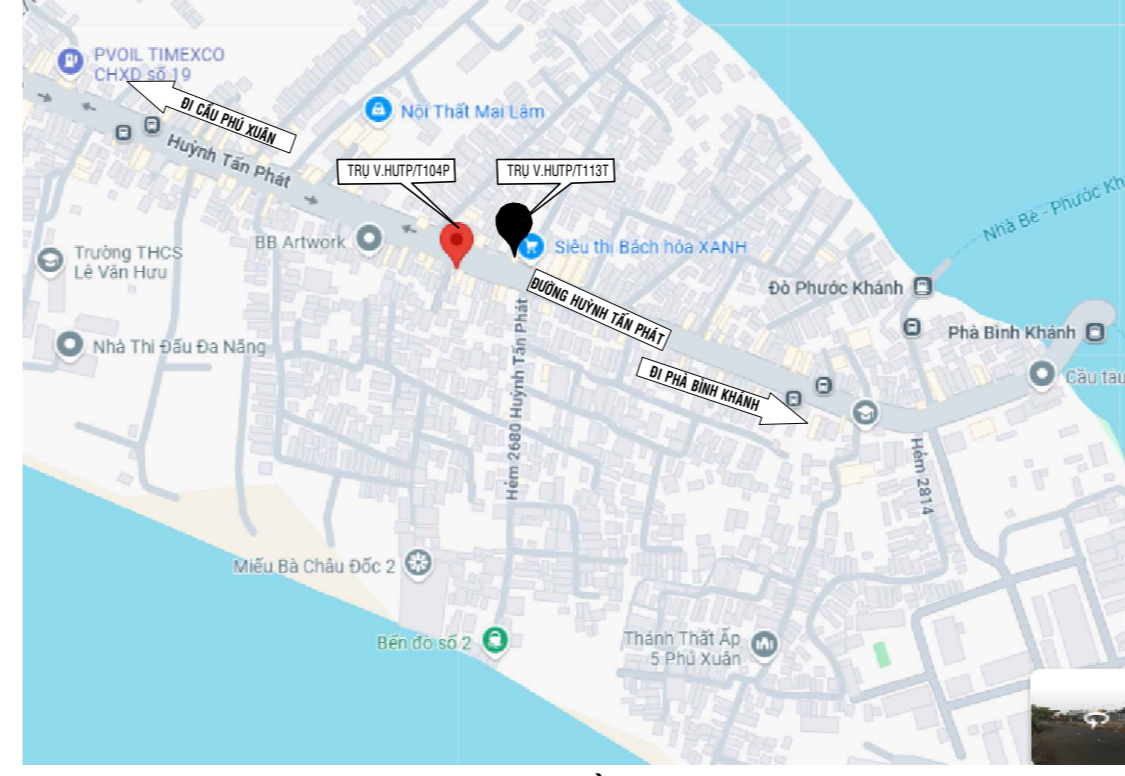 PVOIL TIMEXCO
CHXD số 19
ĐI CẦU PHÚ XUÂN
Nội Thất Mai Lâm
Huỳnh Tấn Phát
TRỤ V.HUTP/T104P
TRỤ V.HUTP/T113T
BB Artwork
Siêu thị Bách hóa XANH
Trường THCS
Lê Văn Hưu
Nhà Bè - Phước Kh
ĐƯỜNG HUỲNH TẤN PHÁT
Đò Phước Khánh
Phà Bình Khánh
Nhà Thi Đấu Đa Năng
ĐI PHÀ BÌNH KHÁNH
Cầu tàu
Hẻm 2680 Huỳnh Tấn Phát
Hẻm 2814
Miếu Bà Châu Đốc 2
Bến đò số 2
Thánh Thất Ấp
5 Phú Xuân